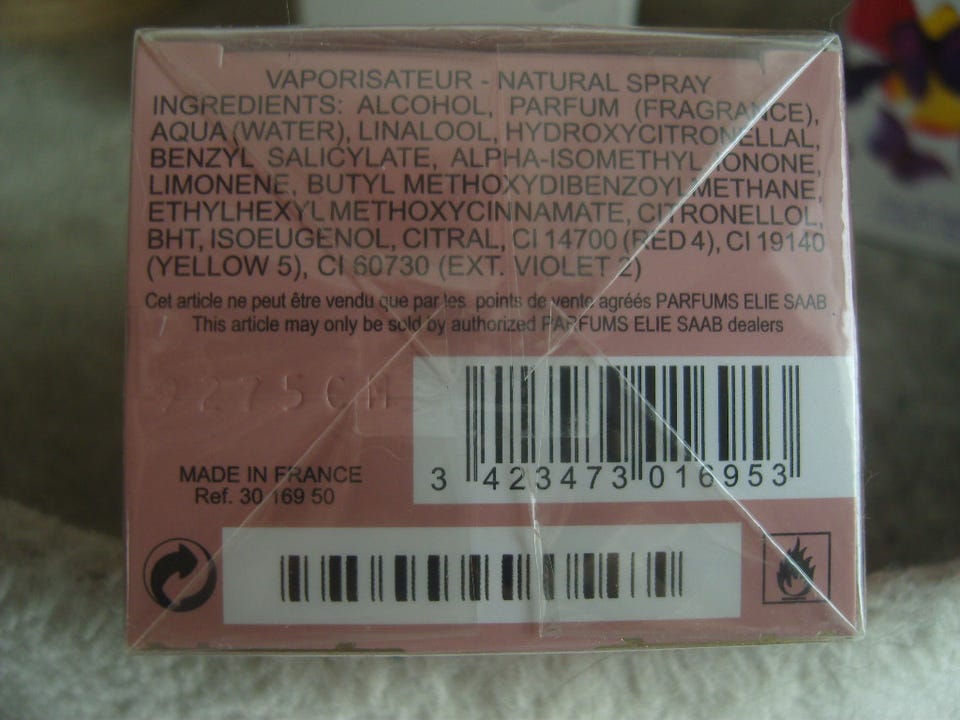 VAPORISATEUR - NATURAL SPRAY
INGREDIENTS: ALCOHOL, PARFUM (FRAGRANCE),
AQUA (WATER), LINALOOL, HYDROXYCITRONELLAL,
BENZYL SALICYLATE, ALPHA-ISOMETHYL IONONE,
LIMONENE, BUTYL METHOXYDIBENZOYLMETHANE,
ETHYLHEXYL METHOXYCINNAMATE, CITRONELLOL,
BHT, ISOEUGENOL, CITRAL, CI 14700 (RED 4), CI 19140
(YELLOW 5), CI 60730 (EXT. VIOLET 2)
Cet article ne peut être vendu que par les points de vente agréés PARFUMS ELIE SAAB
This article may only be sold by authorized PARFUMS ELIE SAAB dealers
MADE IN FRANCE
Ref. 30 169 50
3 423473 016953